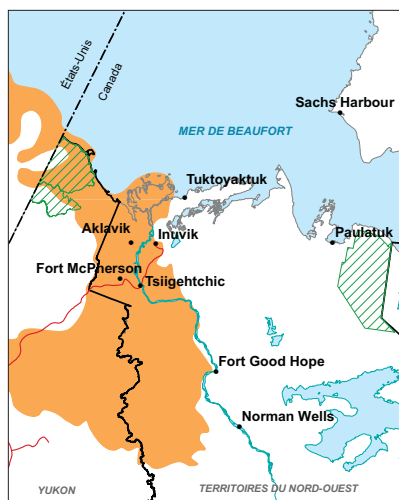 États-Unis
Canada
Sachs Harbour
MER DE BEAUFORT
Tuktoyaktuk
Aklavik
Inuvik
Paulatuk
Fort McPherson
Tsiigehtchic
Fort Good Hope
Norman Wells
YUKON
TERRITOIRES DU NORD-OUEST